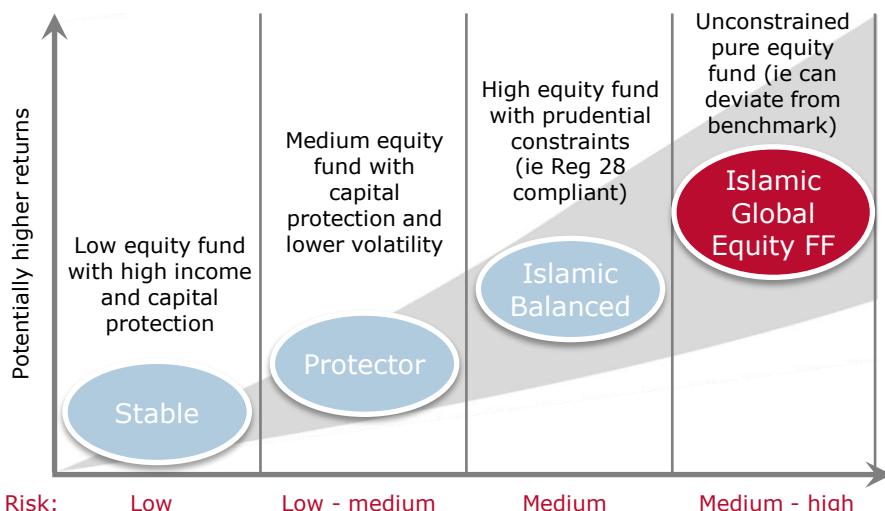 Potentially higher returns
Low equity fund
with high income
and capital
protection
Stable
Medium equity
fund with
capital
protection and
lower volatility
Protector
High equity fund
with prudential
constraints
(ie Reg 28
compliant)
Islamic
Balanced
Unconstrained
pure equity
fund (ie can
deviate from
benchmark)
Islamic
Global
Equity FF
Risk: Low Low - medium Medium Medium - high